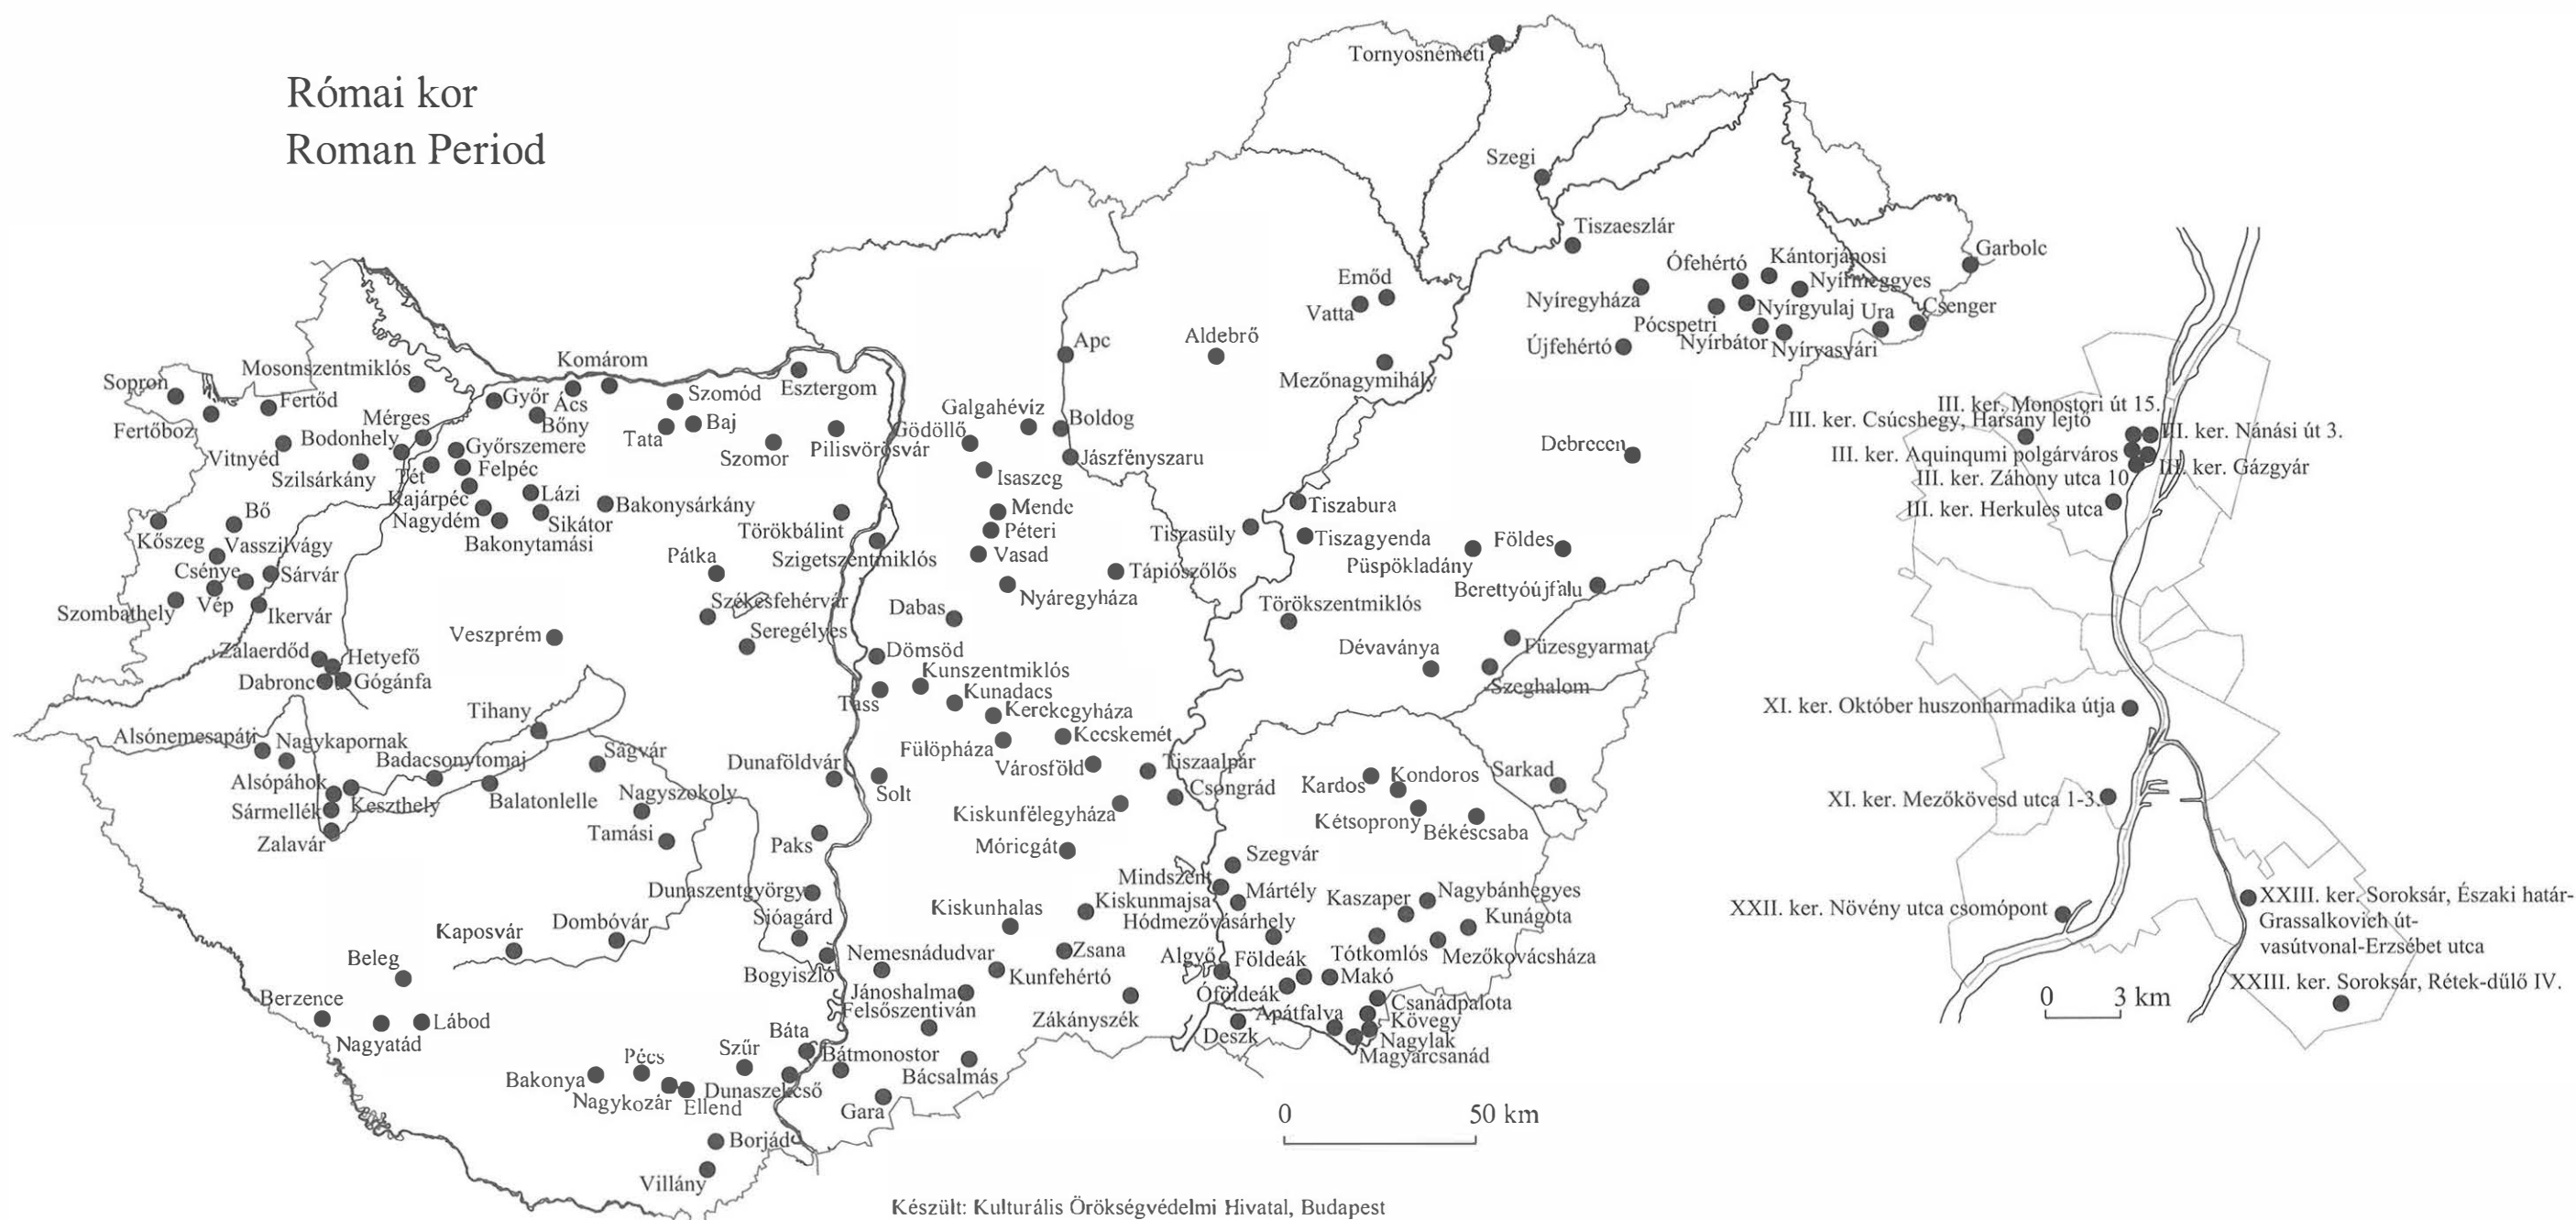 Római kor
Roman Period
Tornyosnémeti
Szegi
Tiszaeszlár
Garbolc
Ófehértó
Kántorjánosi
Nyírmeggyes
Nyíregyháza
Pócspetri
Nyírgyulaj
Ura
Csenger
Újfehértó
Nyírbátor
Nyírvasvári
Emőd
Vatta
Mezőnagymihály
Aldebrő
Apc
Debrecen
Sopron
Fertőboz
Fertőd
Mosonszentmiklós
Vitnyéd
Mérges
Bodonhely
Szilsárkány
Győr
Ács
Bőny
Komárom
Győrszemere
Tét
Felpéc
Kajárpéc
Nagydém
Lázi
Sikátor
Bakonytamási
Bakonysárkány
Szomód
Baj
Tata
Szomor
Esztergom
Pilisvörösvár
Galgahévíz
Boldog
Gödöllő
Jászfényszaru
Isaszeg
Mende
Péteri
Vasad
Tápiószőlős
Nyáregyháza
Törökbálint
Szigetszentmiklós
Kőszeg
Bő
Vasszilvágy
Csénye
Sárvár
Szombathely
Vép
Ikervár
Pátka
Székesfehérvár
Seregélyes
Veszprém
Zalaerdőd
Hetyefő
Dabronc
Gógánfa
Dabas
Dömsöd
Kunszentmiklós
Tass
Kunadacs
Kerekegyháza
Fülöpháza
Kecskemét
Városföld
Tiszaalpár
Csongrád
Kiskunfélegyháza
Móricgát
Solt
Dunaföldvár
Tiszabura
Tiszasüly
Tiszagyenda
Püspökladány
Földes
Berettyóújfalu
Törökszentmiklós
Dévaványa
Füzesgyarmat
Szeghalom
Tihany
Alsónemesapáti
Nagykapornak
Badacsonytomaj
Ságvár
Alsópáhok
Keszthely
Balatonlelle
Sármellék
Zalavár
Nagyszokoly
Tamási
Paks
Dunaszentgyörgy
Sióagárd
Bogyiszló
Kaposvár
Dombóvár
Beleg
Berzence
Nagyatád
Lábod
Kardos
Kondoros
Sarkad
Kétsoprony
Békéscsaba
Szegvár
Mindszent
Mártély
Kaszaper
Nagybánhegyes
Kiskunmajsa
Hódmezővásárhely
Kunágota
Kiskunhalas
Zsana
Algyő
Földeák
Tótkomlós
Mezőkovácsháza
Nemesnádudvar
Kunfehértó
Makó
Óföldeák
Csanádpalota
Jánoshalma
Felsőszentiván
Zákányszék
Apátfalva
Kövegy
Deszk
Nagylak
Magyarcsanád
Báta
Bátmonostor
Bácsalmás
Szűr
Pécs
Bakonya
Nagykozár
Ellend
Dunaszekcső
Gara
Borjád
Villány
0 50 km
III. ker. Monostori út 15.
III. ker. Csúcshegy, Harsány lejtő
III. ker. Nánási út 3.
III. ker. Aquinqumi polgárváros
III. ker. Gázgyár
III. ker. Záhony utca 10
III. ker. Herkules utca
XI. ker. Október huszonharmadika útja
XI. ker. Mezőkövesd utca 1-3.
XXII. ker. Növény utca csomópont
XXIII. ker. Soroksár, Északi határ-
Grassalkovich út-
vasútvonal-Erzsébet utca
XXIII. ker. Soroksár, Rétek-dűlő IV.
0 3 km
Készült: Kulturális Örökségvédelmi Hivatal, Budapest